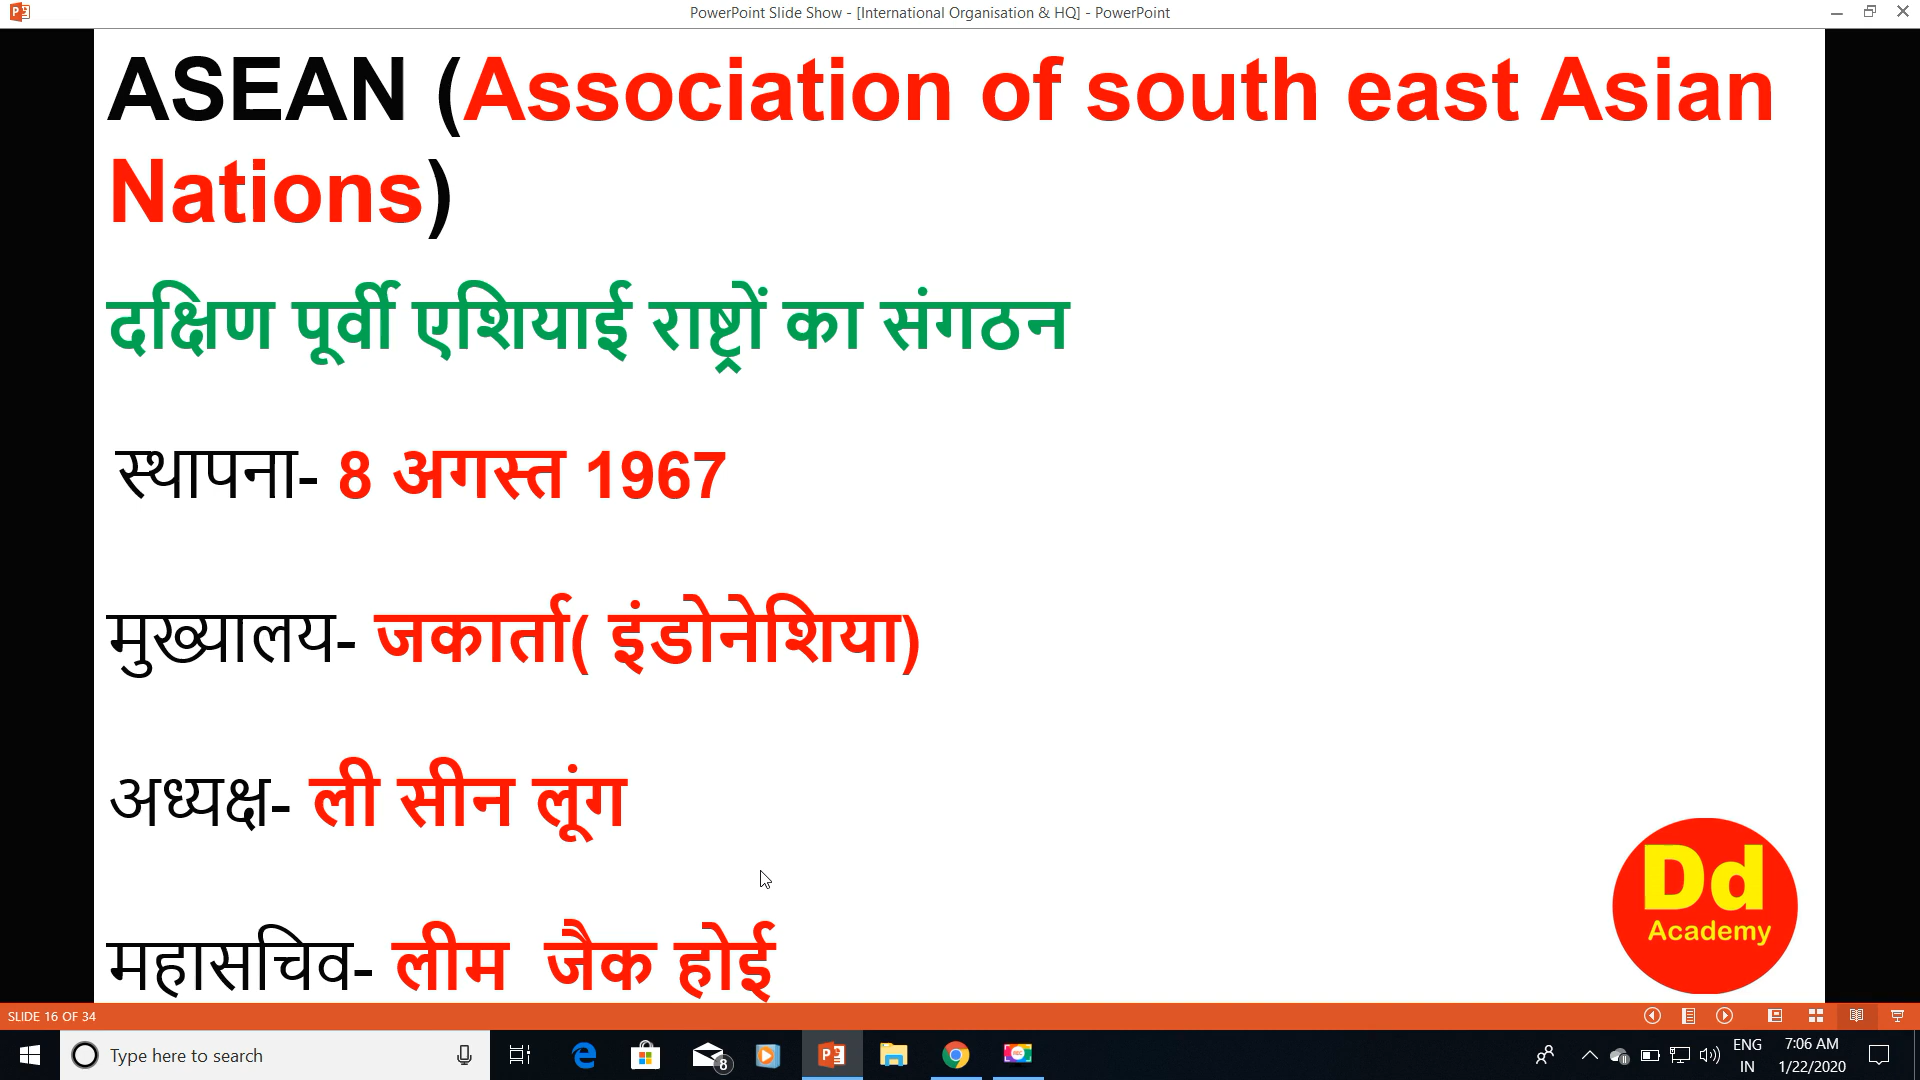 PowerPoint Slide Show - [International Organisation & HQ] - PowerPoint
ASEAN (Association of south east Asian
Nations)
दक्षिण पूर्वी एशियाई राष्ट्रों का संगठन
स्थापना- 8 अगस्त 1967
मुख्यालय- जकार्ता( इंडोनेशिया)
अध्यक्ष- ली सीन लूंग
महासचिव- लीम जैक होई
Dd
Academy
SLIDE 16 OF 34
Type here to search
8
ENG
IN
7:06 AM
1/22/2020